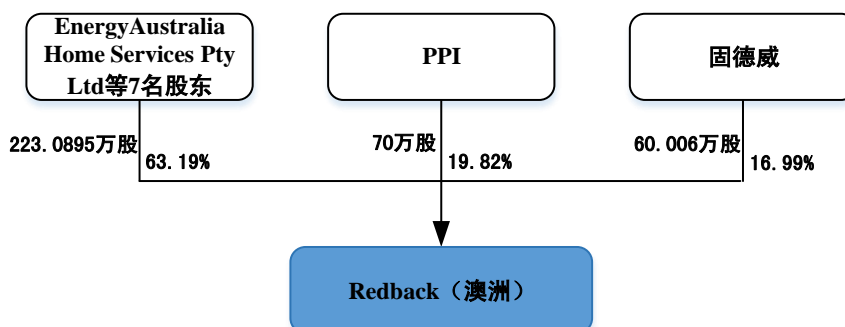 EnergyAustralia
Home Services Pty
Ltd等7名股东
PPI
固德威
223.0895万股
63.19%
70万股
19.82%
60.006万股
16.99%
Redback（澳洲）